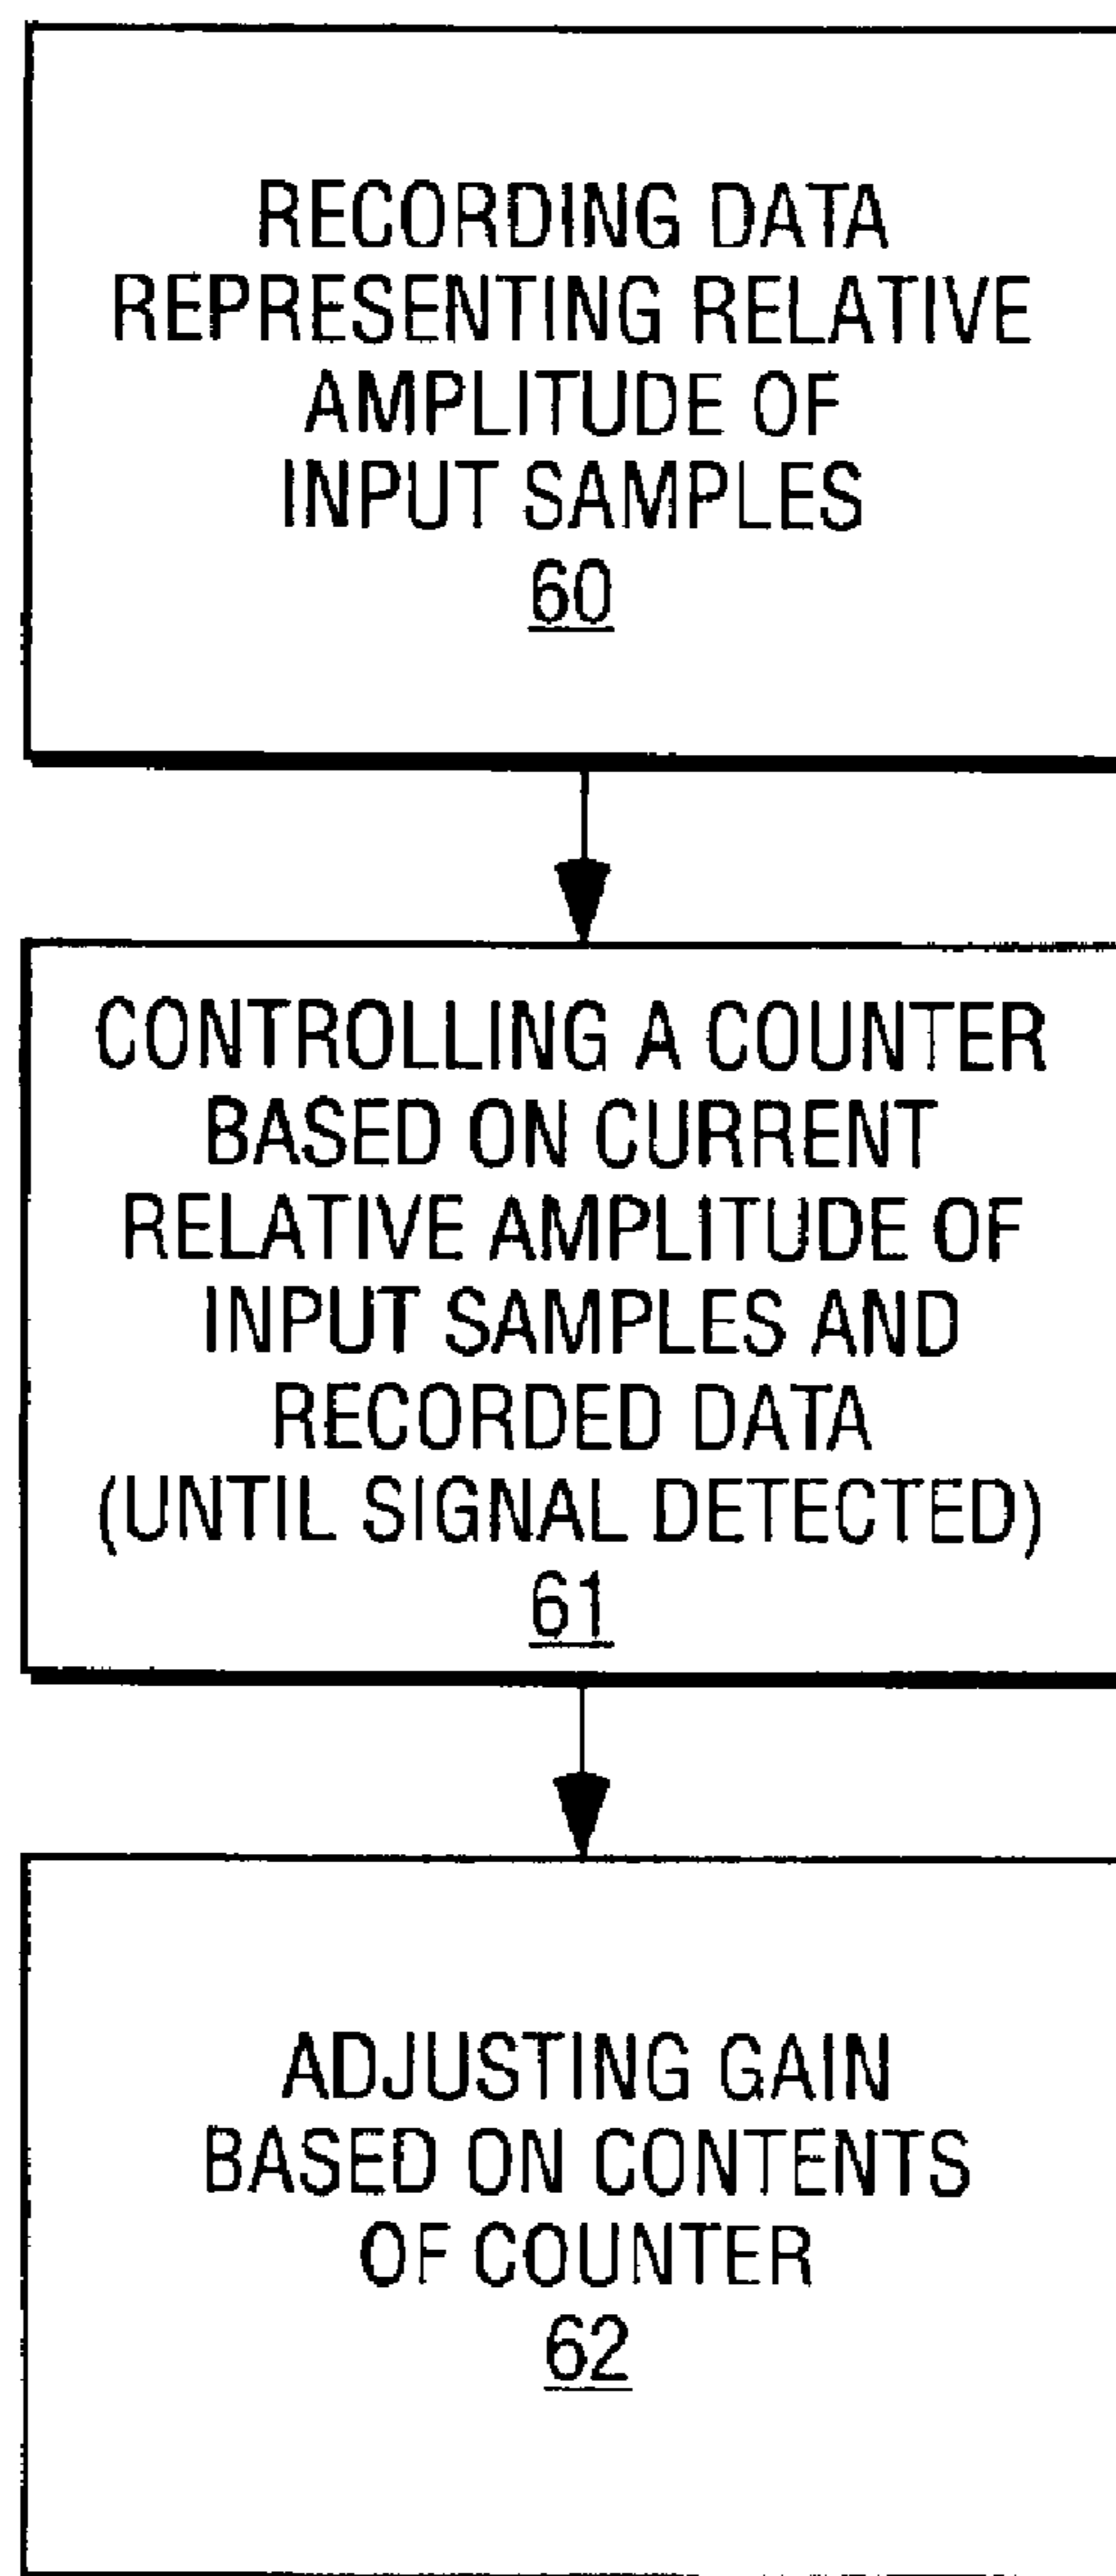 RECORDING DATA
REPRESENTING RELATIVE
AMPLITUDE OF
INPUT SAMPLES
60
CONTROLLING A COUNTER
BASED ON CURRENT
RELATIVE AMPLITUDE OF
INPUT SAMPLES AND
RECORDED DATA
(UNTIL SIGNAL DETECTED)
61
ADJUSTING GAIN
BASED ON CONTENTS
OF COUNTER
62